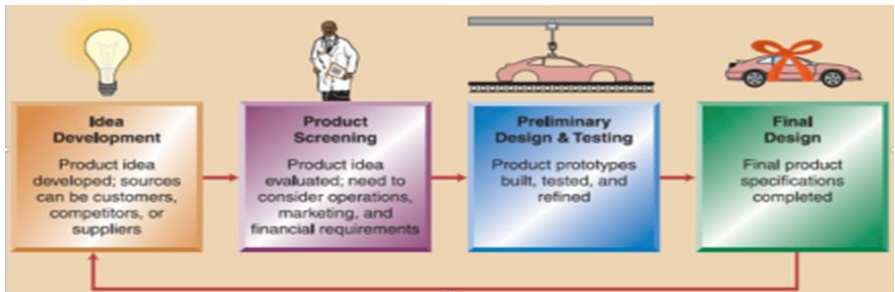 Idea
Development
Product idea
developed; sources
can be customers,
competitors, or
suppliers
Product
Screening
Product idea
evaluated; need to
consider operations,
marketing, and
financial requirements
Preliminary
Design & Testing
Product prototypes
built, tested, and
refined
Final
Design
Final product
specifications
completed